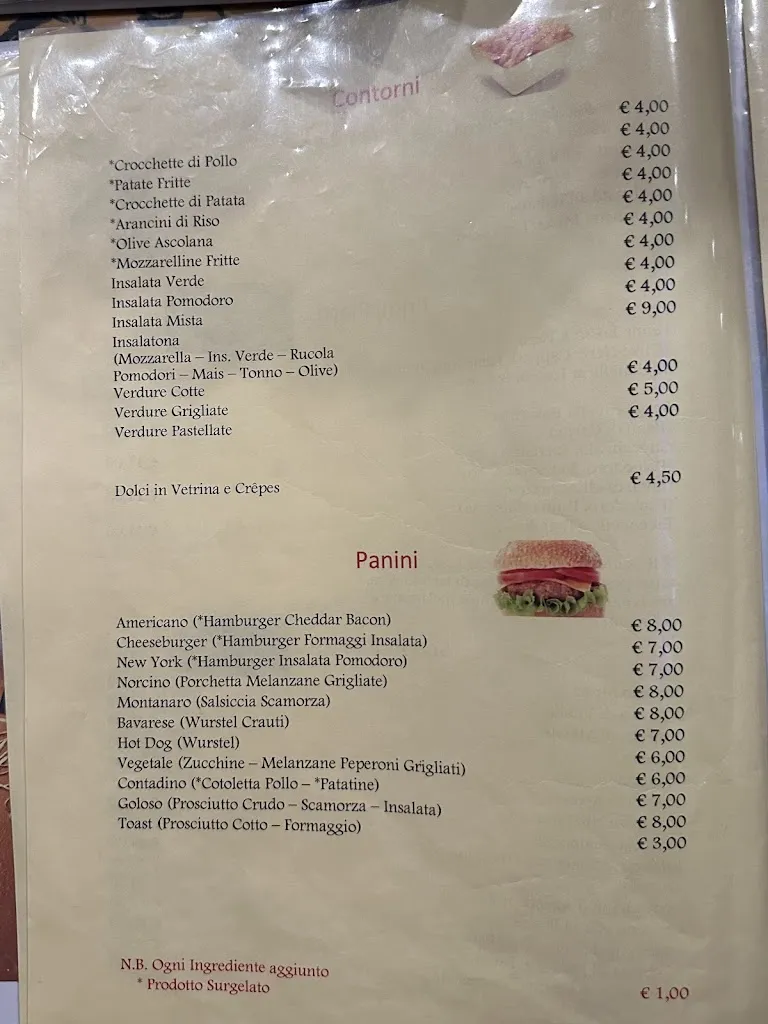 Contorni
*Crocchette di Pollo € 4,00
*Patate Fritte € 4,00
*Crocchette di Patata € 4,00
*Arancini di Riso € 4,00
*Olive Ascolana € 4,00
*Mozzarelline Fritte € 4,00
Insalata Verde € 4,00
Insalata Pomodoro € 4,00
Insalata Mista € 4,00
Insalatona € 9,00
(Mozzarella – Ins. Verde – Rucola
Pomodori – Mais – Tonno – Olive)
Verdure Cotte € 4,00
Verdure Grigliate € 5,00
Verdure Pastellate € 4,00
Dolci in Vetrina e Crêpes € 4,50
Panini
Americano (*Hamburger Cheddar Bacon) € 8,00
Cheeseburger (*Hamburger Formaggi Insalata) € 7,00
New York (*Hamburger Insalata Pomodoro) € 7,00
Norcino (Porchetta Melanzane Grigliate) € 8,00
Montanaro (Salsiccia Scamorza) € 8,00
Bavarese (Wurstel Crauti) € 7,00
Hot Dog (Wurstel) € 6,00
Vegetale (Zucchine – Melanzane Peperoni Grigliati) € 6,00
Contadino (*Cotoletta Pollo – *Patatine) € 7,00
Goloso (Prosciutto Crudo – Scamorza – Insalata) € 8,00
Toast (Prosciutto Cotto – Formaggio) € 3,00
N.B. Ogni Ingrediente aggiunto € 1,00
* Prodotto Surgelato